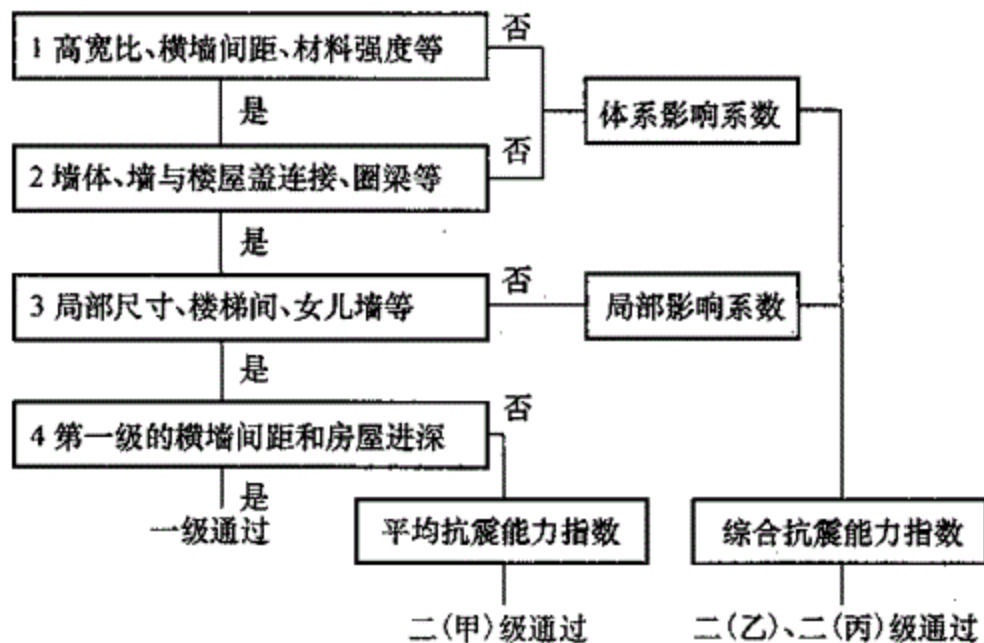 1 高宽比、横墙间距、材料强度等
否
是
体系影响系数
2 墙体、墙与楼屋盖连接、圈梁等
否
是
3 局部尺寸、楼梯间、女儿墙等
否
局部影响系数
是
4 第一级的横墙间距和房屋进深
否
是
一级通过
平均抗震能力指数
综合抗震能力指数
二(甲)级通过
二(乙)、二(丙)级通过